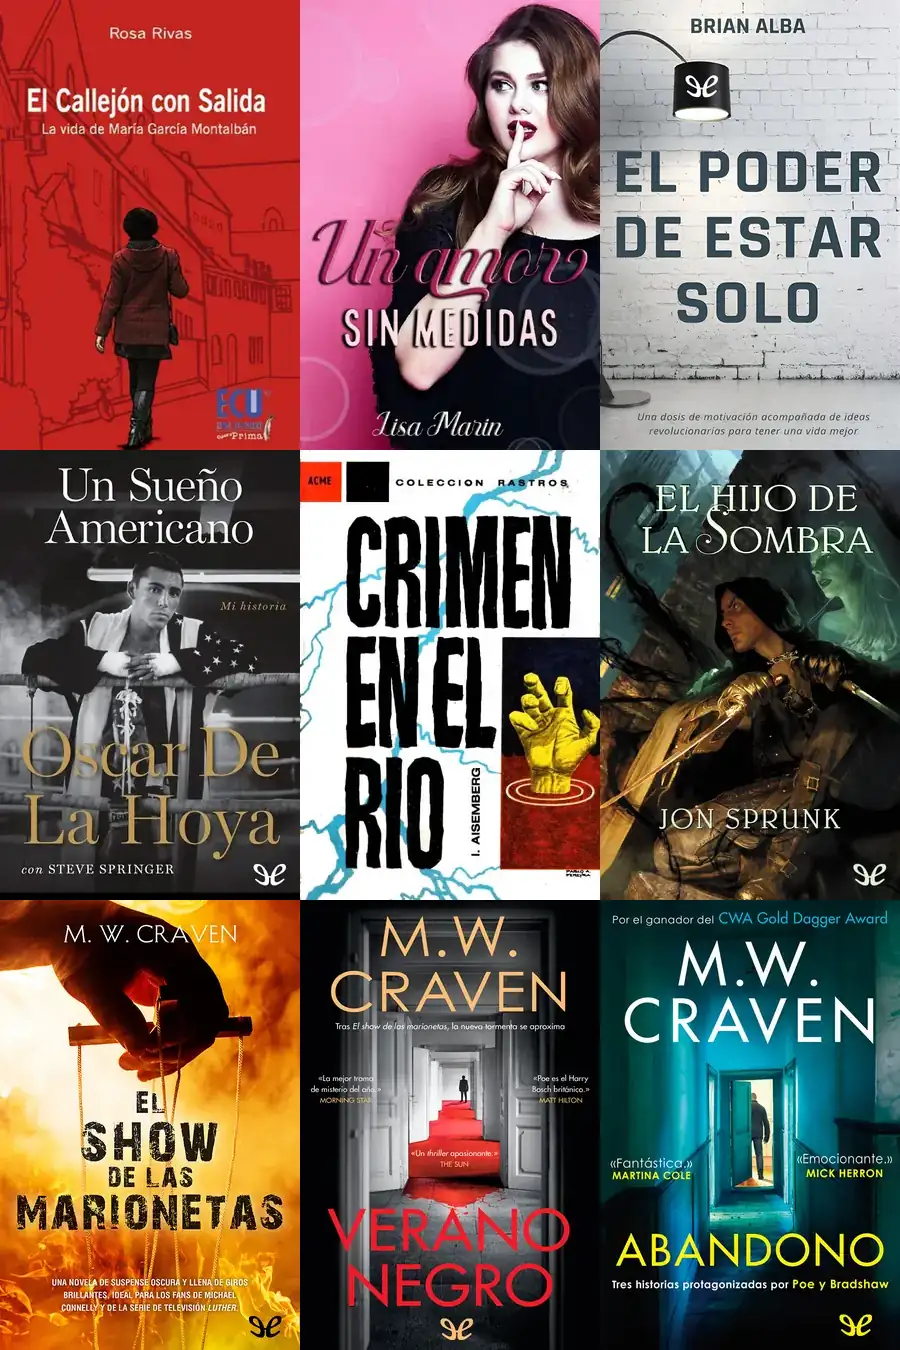 Rosa Rivas
El Callejón con Salida
La vida de María García Montalbán
ECU
Un amor
SIN MEDIDAS
Lisa Marin
BRIAN ALBA
EL PODER
DE ESTAR
SOLO
Una dosis de motivación acompañada de ideas
revolucionarias para tener una vida mejor
Un Sueño
Americano
Mi historia
Oscar De
La Hoya
con STEVE SPRINGER
ACME
COLECCION RASTROS
CRIMEN
EN EL
RIO
I. AISEMBERG
EL HIJO DE
LA SOMBRA
JON SPRUNK
M. W. CRAVEN
EL
SHOW
DE LAS
MARIONETAS
UNA NOVELA DE SUSPENSE OSCURA Y LLENA DE GIROS
BRILLANTES, IDEAL PARA LOS FANS DE MICHAEL
CONNELLY Y DE LA SERIE DE TELEVISIÓN LUTHER.
M.W.
CRAVEN
Tras El show de las marionetas, la nueva tormenta se aproxima
«La mejor trama
de misterio del año.»
MORNING STAR
«Poe es el Harry
Bosch británico.»
MATT HILTON
«Un thriller apasionante.»
THE SUN
VERANO
NEGRO
Por el ganador del CWA Gold Dagger Award
M.W.
CRAVEN
«Fantástica.»
MARTINA COLE
«Emocionante.»
MICK HERRON
ABANDONO
Tres historias protagonizadas por Poe y Bradshaw